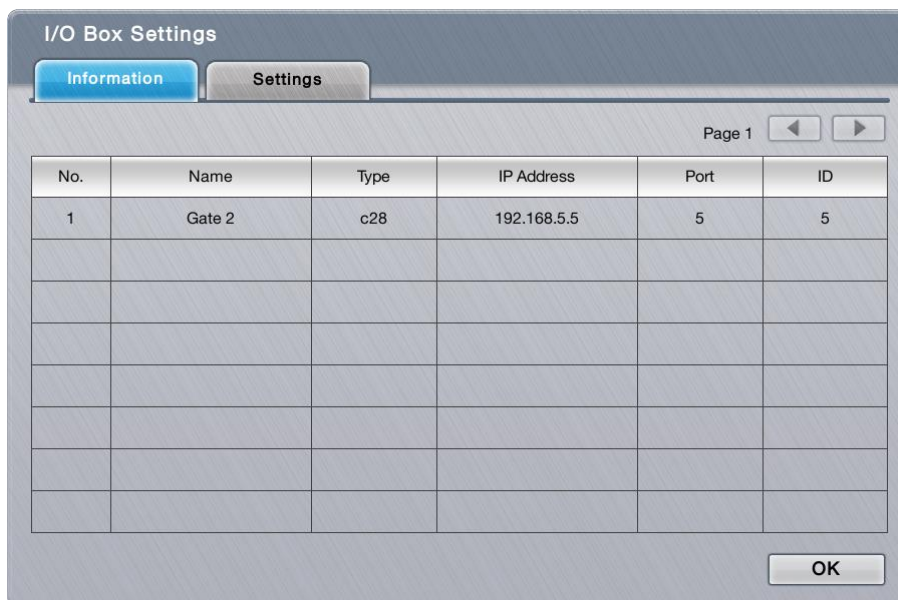 I/O Box Settings
Information Settings
Page 1
No. Name Type IP Address Port ID
1 Gate 2 c28 192.168.5.5 5 5
OK